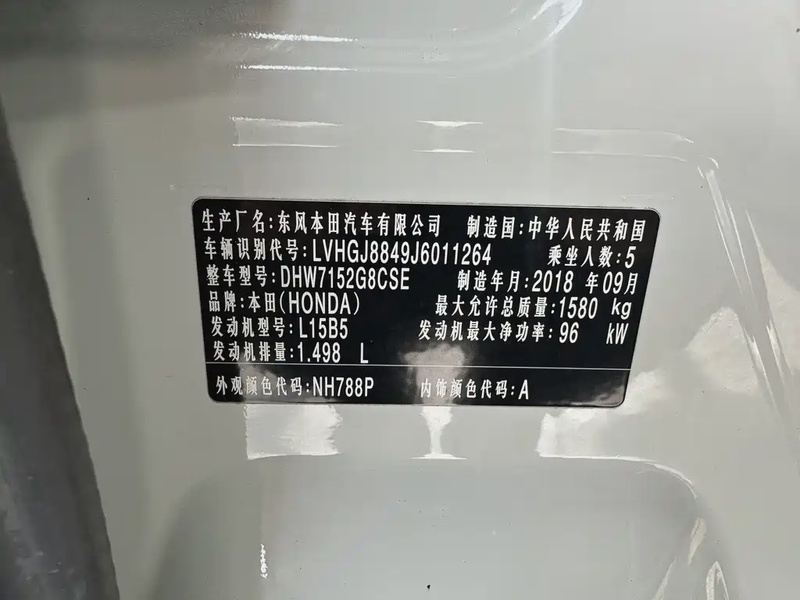 生产厂名:东风本田汽车有限公司 制造国:中华人民共和国
车辆识别代号:LVHGJ8849J6011264 乘坐人数:5
整车型号:DHW7152G8CSE 制造年月:2018 年09月
品牌:本田(HONDA) 最大允许总质量:1580 kg
发动机型号:L15B5 发动机最大净功率:96 kW
发动机排量:1.498 L
外观颜色代码:NH788P 内饰颜色代码:A